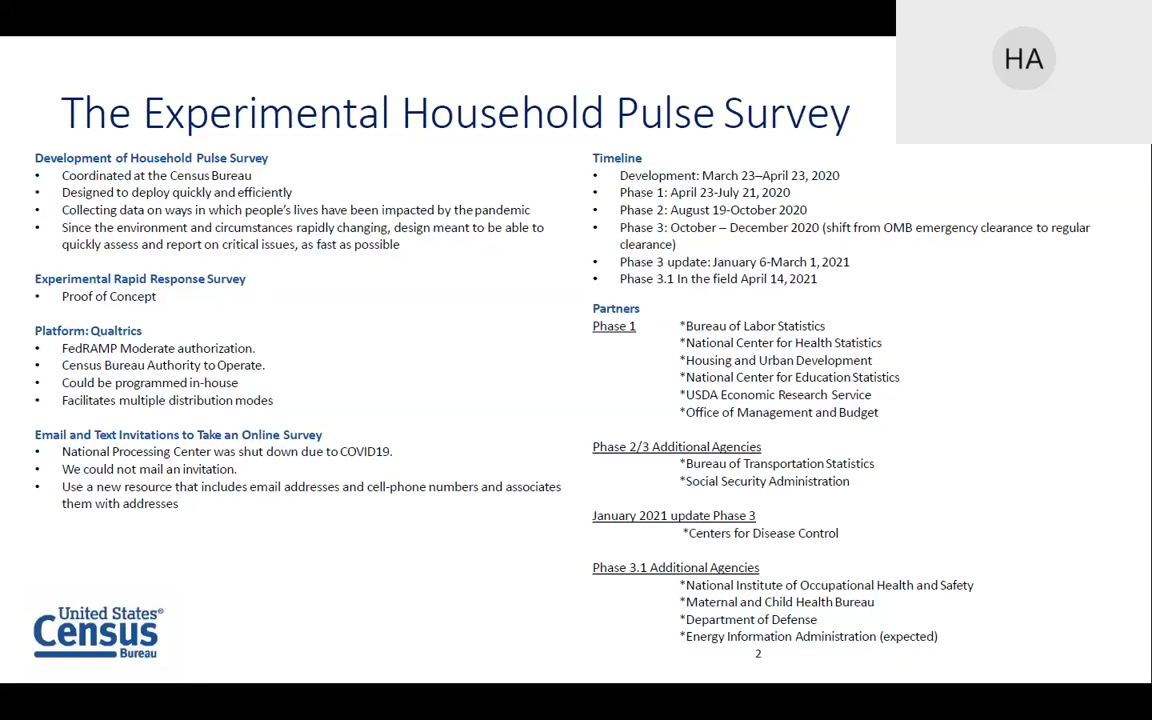 HA
The Experimental Household Pulse Survey
Development of Household Pulse Survey
• Coordinated at the Census Bureau
• Designed to deploy quickly and efficiently
• Collecting data on ways in which people's lives have been impacted by the pandemic
• Since the environment and circumstances rapidly changing, design meant to be able to
quickly assess and report on critical issues, as fast as possible
Experimental Rapid Response Survey
• Proof of Concept
Platform: Qualtrics
• FedRAMP Moderate authorization.
• Census Bureau Authority to Operate.
• Could be programmed in-house
• Facilitates multiple distribution modes
Email and Text Invitations to Take an Online Survey
• National Processing Center was shut down due to COVID19.
• We could not mail an invitation.
• Use a new resource that includes email addresses and cell-phone numbers and associates
them with addresses
United States®
Census
Bureau
Timeline
• Development: March 23–April 23, 2020
• Phase 1: April 23-July 21, 2020
• Phase 2: August 19-October 2020
• Phase 3: October – December 2020 (shift from OMB emergency clearance to regular
clearance)
• Phase 3 update: January 6-March 1, 2021
• Phase 3.1 In the field April 14, 2021
Partners
Phase 1 *Bureau of Labor Statistics
*National Center for Health Statistics
*Housing and Urban Development
*National Center for Education Statistics
*USDA Economic Research Service
*Office of Management and Budget
Phase 2/3 Additional Agencies
*Bureau of Transportation Statistics
*Social Security Administration
January 2021 update Phase 3
*Centers for Disease Control
Phase 3.1 Additional Agencies
*National Institute of Occupational Health and Safety
*Maternal and Child Health Bureau
*Department of Defense
*Energy Information Administration (expected)
2